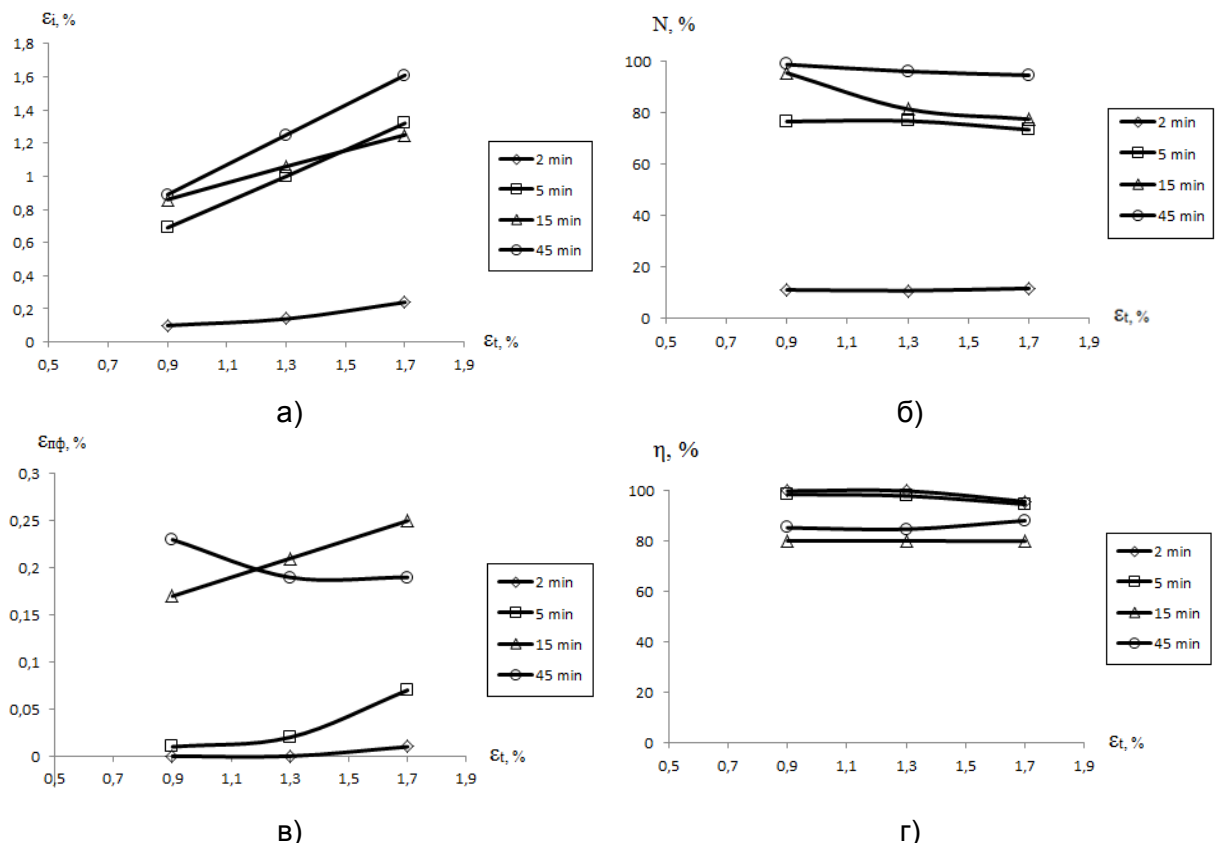 εi, %
1,8
1,6
1,4
1,2
1
0,8
0,6
0,4
0,2
0
0,5 0,7 0,9 1,1 1,3 1,5 1,7 1,9
εt, %
2 min
5 min
15 min
45 min
а)
N, %
100
80
60
40
20
0
0,5 0,7 0,9 1,1 1,3 1,5 1,7 1,9
εt, %
2 min
5 min
15 min
45 min
б)
εпф, %
0,3
0,25
0,2
0,15
0,1
0,05
0
0,5 0,7 0,9 1,1 1,3 1,5 1,7 1,9
εt, %
2 min
5 min
15 min
45 min
в)
η, %
100
80
60
40
20
0
0,5 0,7 0,9 1,1 1,3 1,5 1,7 1,9
εt, %
2 min
5 min
15 min
45 min
г)